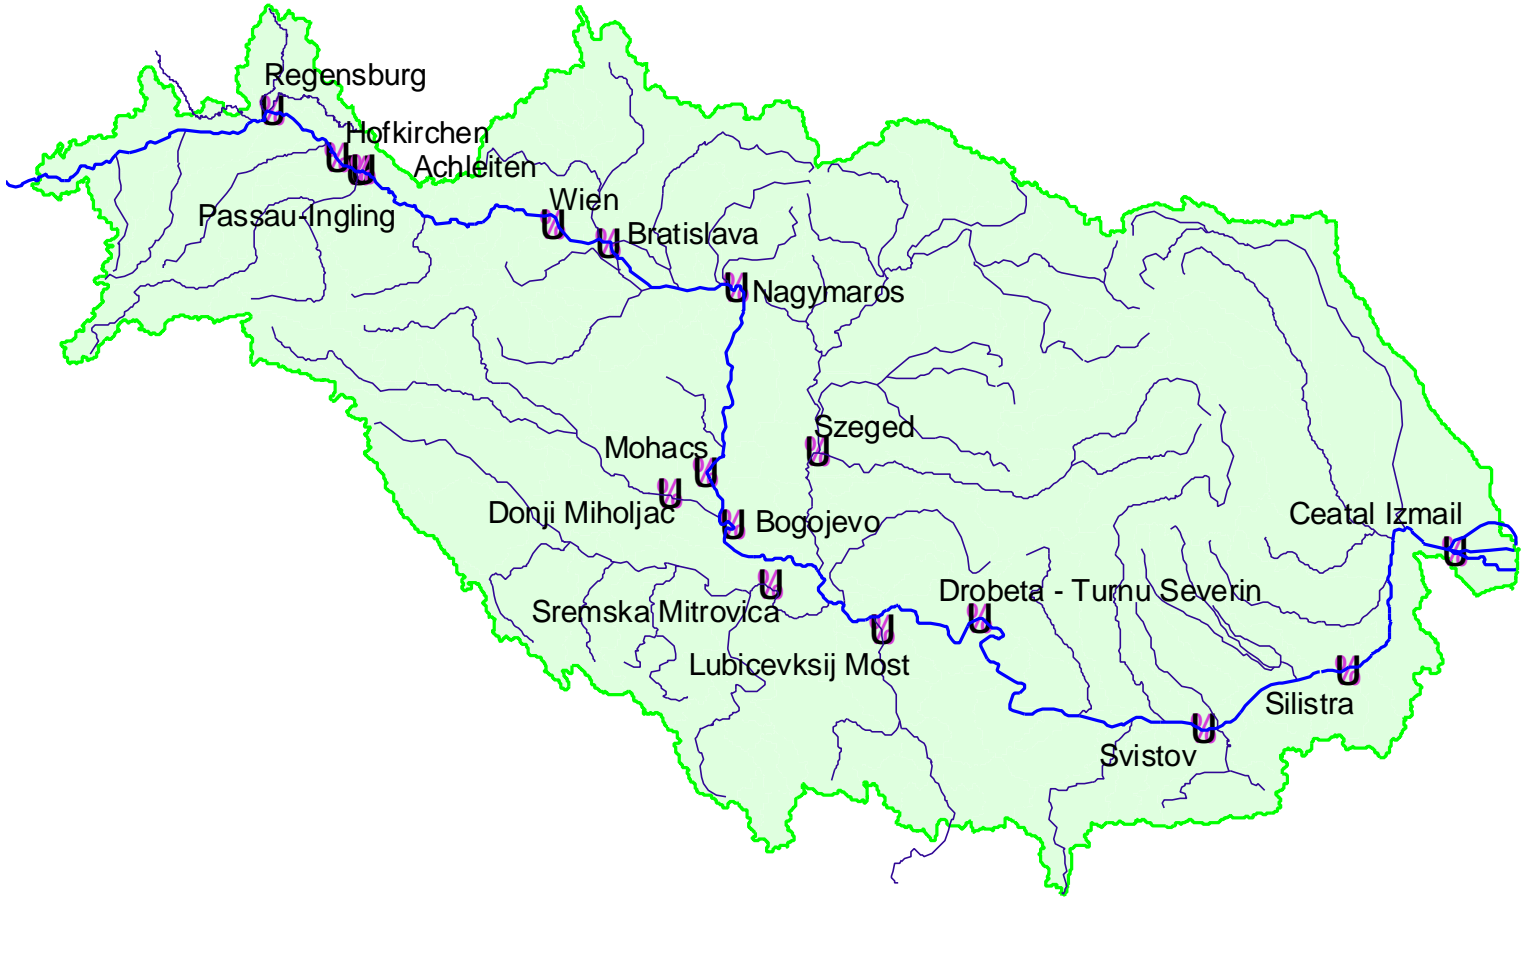 Regensburg
Hofkirchen
Achleiten
Passau-Ingling
Wien
Bratislava
Nagymaros
Szeged
Mohacs
Donji Miholjac
Bogojevo
Ceatal Izmail
Drobeta - Turnu Severin
Sremska Mitrovica
Lubicevksij Most
Silistra
Svistov